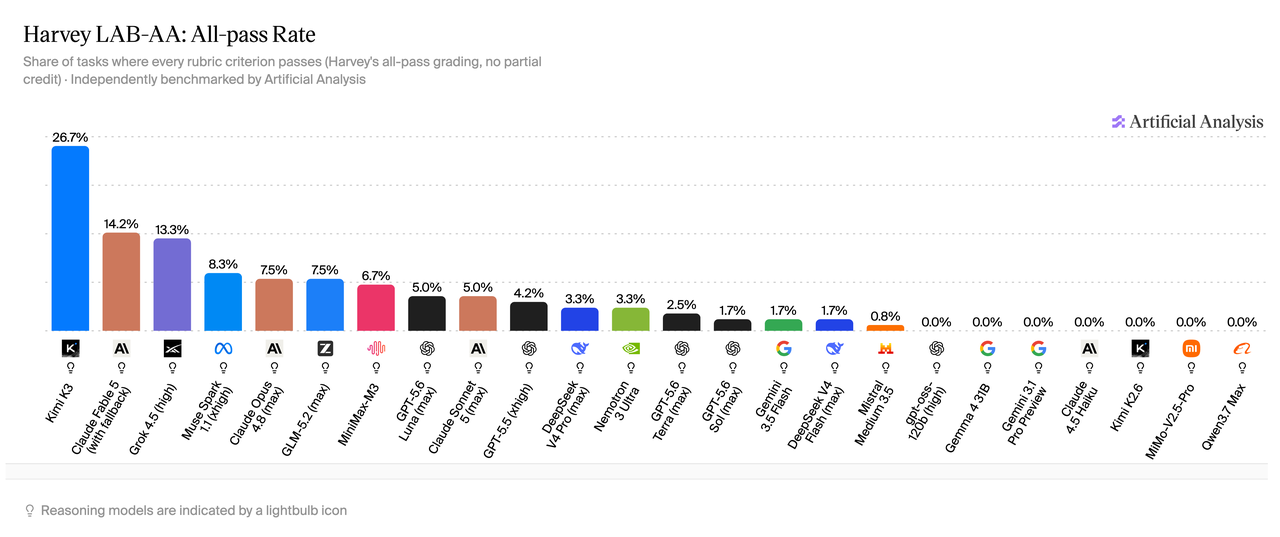 Harvey LAB-AA: All-pass Rate
Share of tasks where every rubric criterion passes (Harvey's all-pass grading, no partial
credit) · Independently benchmarked by Artificial Analysis
Artificial Analysis
26.7%
14.2%
13.3%
8.3%
7.5%
7.5%
6.7%
5.0%
5.0%
4.2%
3.3%
3.3%
2.5%
1.7%
1.7%
1.7%
0.8%
0.0%
0.0%
0.0%
0.0%
0.0%
0.0%
0.0%
Kimi K3
Claude Fable 5
(with fallback)
Grok 4.5 (high)
Muse Spark
1.1 (xhigh)
Claude Opus
4.8 (max)
GLM-5.2 (max)
MiniMax-M3
GPT-5.6
Luna (max)
Claude Sonnet
5 (max)
GPT-5.5 (xhigh)
DeepSeek
V4 Pro (max)
Nemotron
3 Ultra
GPT-5.6
Terra (max)
GPT-5.6
Sol (max)
Gemini
3.5 Flash
DeepSeek V4
Flash (max)
Mistral
Medium 3.5
gpt-oss-
120b (high)
Gemma 4 31B
Gemini 3.1
Pro Preview
Claude
4.5 Haiku
Kimi K2.6
MiMo-V2.5-Pro
Qwen3.7 Max
Reasoning models are indicated by a lightbulb icon